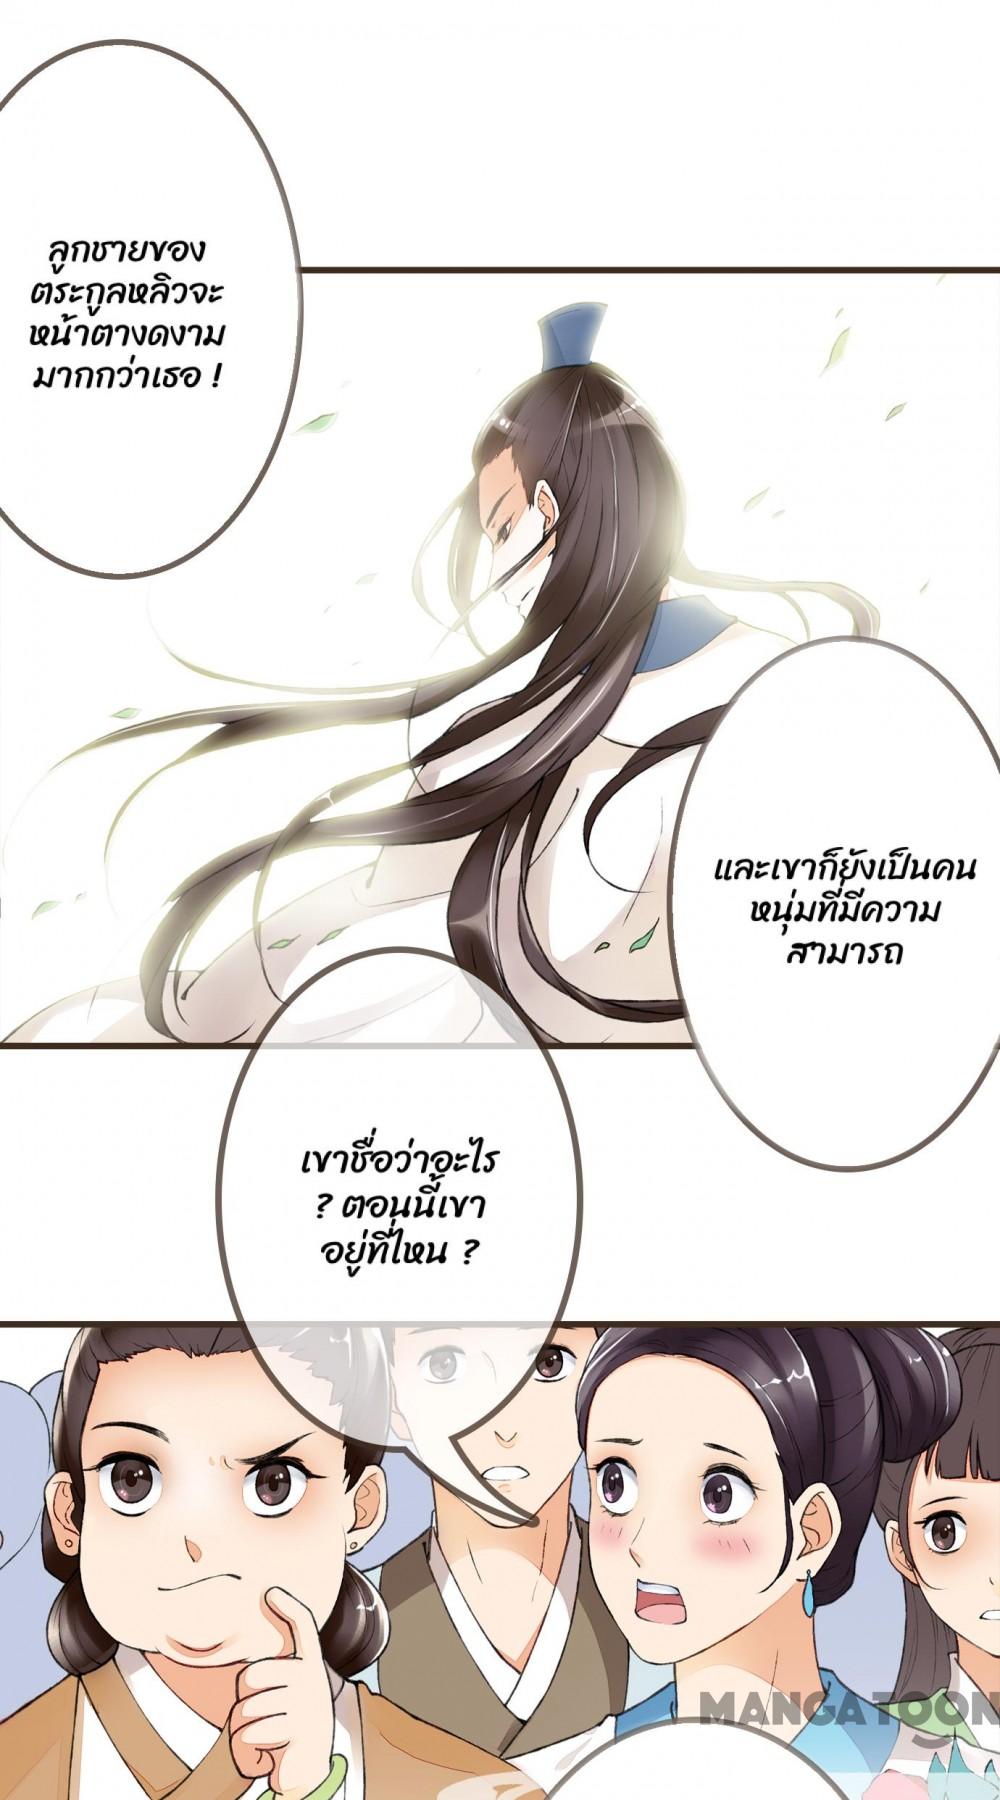 ลูกชายของ
ตระกูลหลิวจะ
หน้าตางดงาม
มากกว่าเธอ !
และเขาก็ยังเป็นคน
หนุ่มที่มีความ
สามารถ
เขาชื่อว่าอะไร
? ตอนนี้เขา
อยู่ที่ไหน ?
MANGATOON